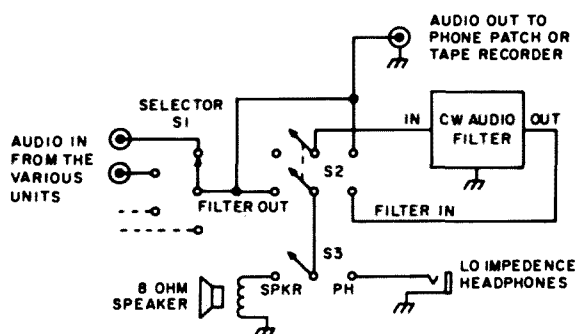 AUDIO OUT TO
PHONE PATCH OR
TAPE RECORDER
SELECTOR
S1
AUDIO IN
FROM THE
VARIOUS
UNITS
IN
CW AUDIO
FILTER
OUT
S2
FILTER OUT
FILTER IN
S3
8 OHM
SPEAKER
SPKR
PH
LO IMPEDENCE
HEADPHONES